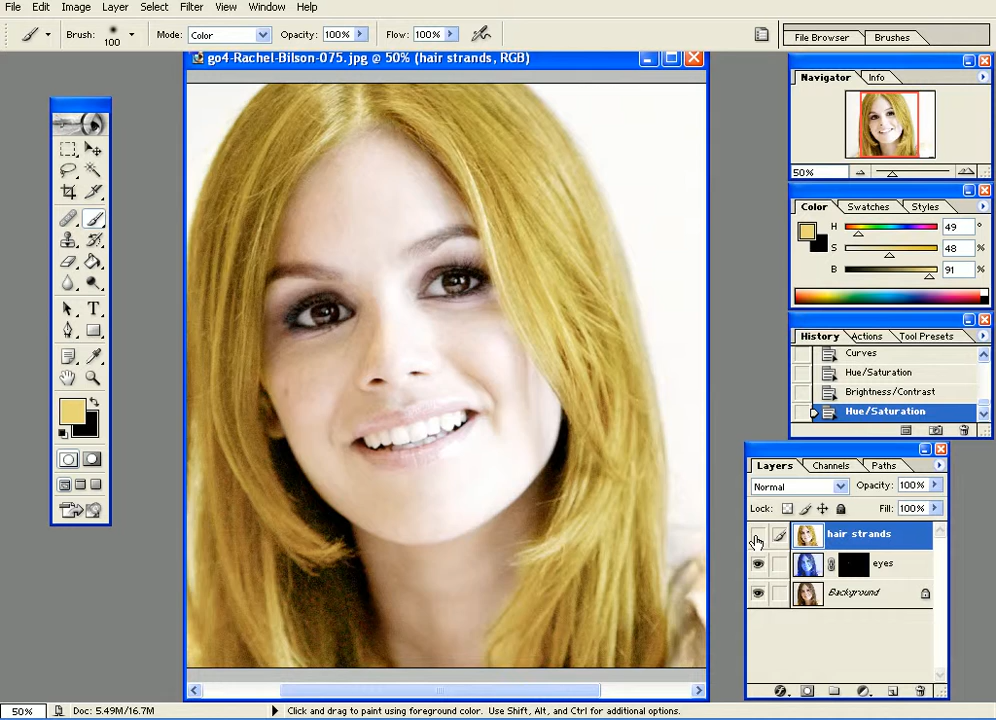 File Edit Image Layer Select Filter View Window Help
Brush: 100 Mode: Color Opacity: 100% Flow: 100% File Browser Brushes
go4-Rachel-Bilson-075.jpg @ 50% (hair strands, RGB)
Navigator Info
50%
Color Swatches Styles
H 49 °
S 48 %
B 91 %
History Actions Tool Presets
Curves
Hue/Saturation
Brightness/Contrast
Hue/Saturation
Layers Channels Paths
Normal Opacity: 100%
Lock: Fill: 100%
hair strands
eyes
Background
50% Doc: 5.49M/16.7M Click and drag to paint using foreground color. Use Shift, Alt, and Ctrl for additional options.